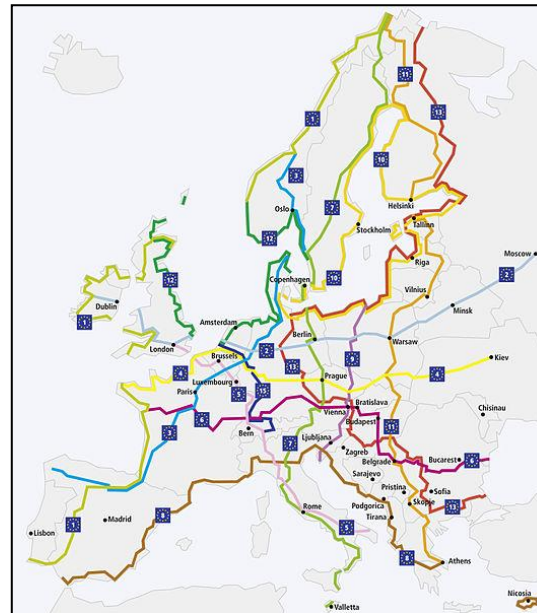 11
13
1
10
3
7
Helsinki
Oslo
Tallinn
12
Stockholm
12
10
Riga
Moscow
2
Copenhagen
Dublin
Vilnius
1
Minsk
Amsterdam
London
2
Berlin
Warsaw
Brussels
9
13
Kiev
4
5
Prague
4
Luxembourg
15
Paris
Bratislava
Vienna
Chisinau
6
Budapest
3
Bern
11
7
Ljubljana
Zagreb
Bucharest
6
Belgrade
Sarajevo
Pristina
Sofia
1
Madrid
8
Rome
Podgorica
Skopje
13
Lisbon
5
Tirana
8
Athens
Nicosia
Valletta